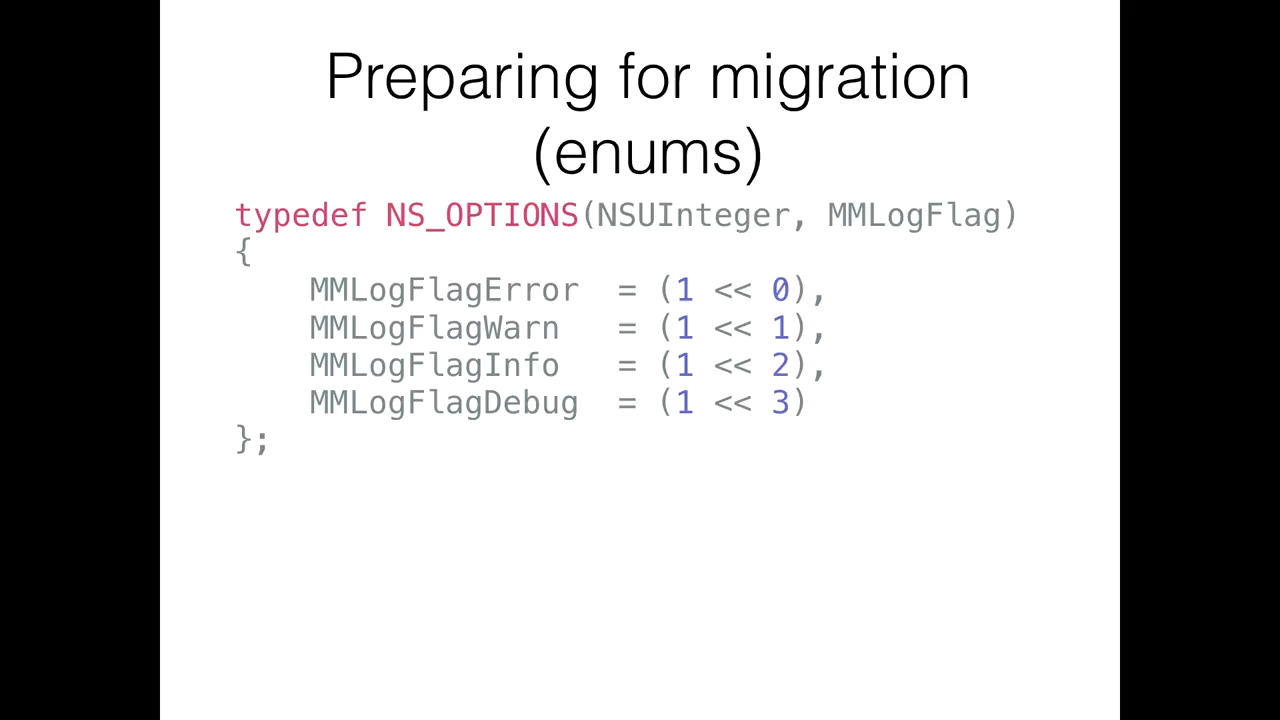 Preparing for migration
(enums)
typedef NS_OPTIONS(NSUInteger, MMLogFlag)
{
    MMLogFlagError  = (1 << 0),
    MMLogFlagWarn   = (1 << 1),
    MMLogFlagInfo   = (1 << 2),
    MMLogFlagDebug  = (1 << 3)
};